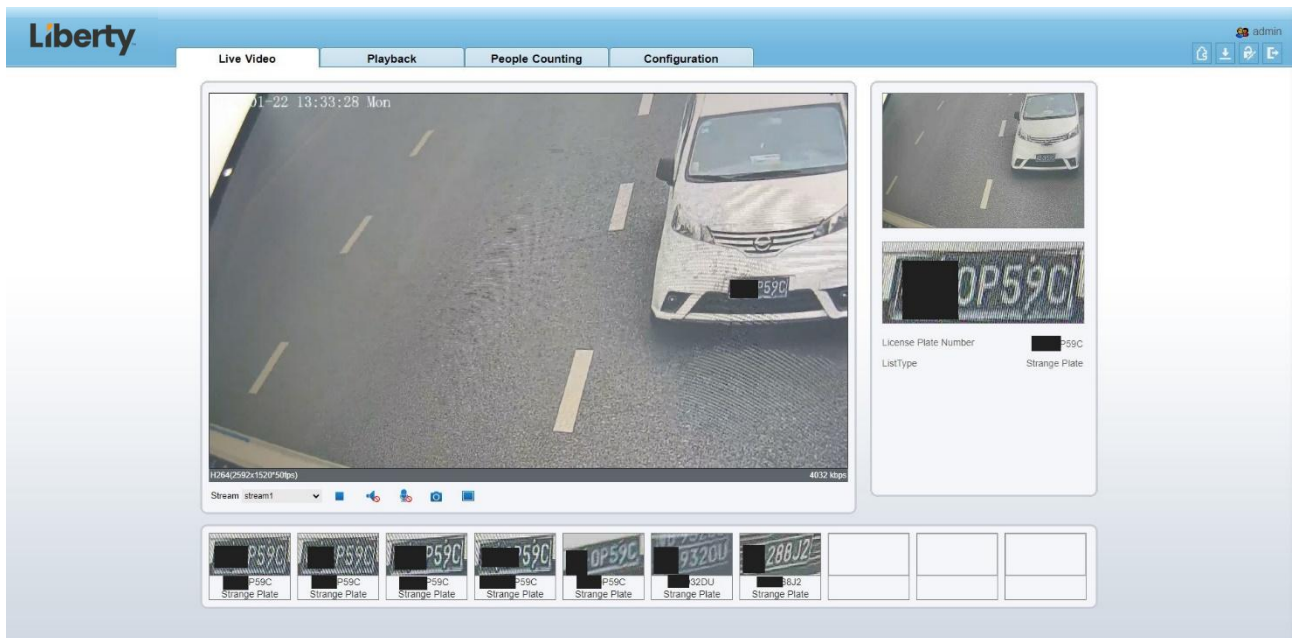 Liberty
admin
Live Video
Playback
People Counting
Configuration
01-22 13:33:28 Mon
P59C
0P59C
License Plate Number
P59C
ListType
Strange Plate
H264(2592x1520*50fps)
4032 kbps
Stream stream1
P59C
P59C
P59C
P59C
0P59C
9320U
288J2
P59C
P59C
P59C
P59C
P59C
32DU
88J2
Strange Plate
Strange Plate
Strange Plate
Strange Plate
Strange Plate
Strange Plate
Strange Plate